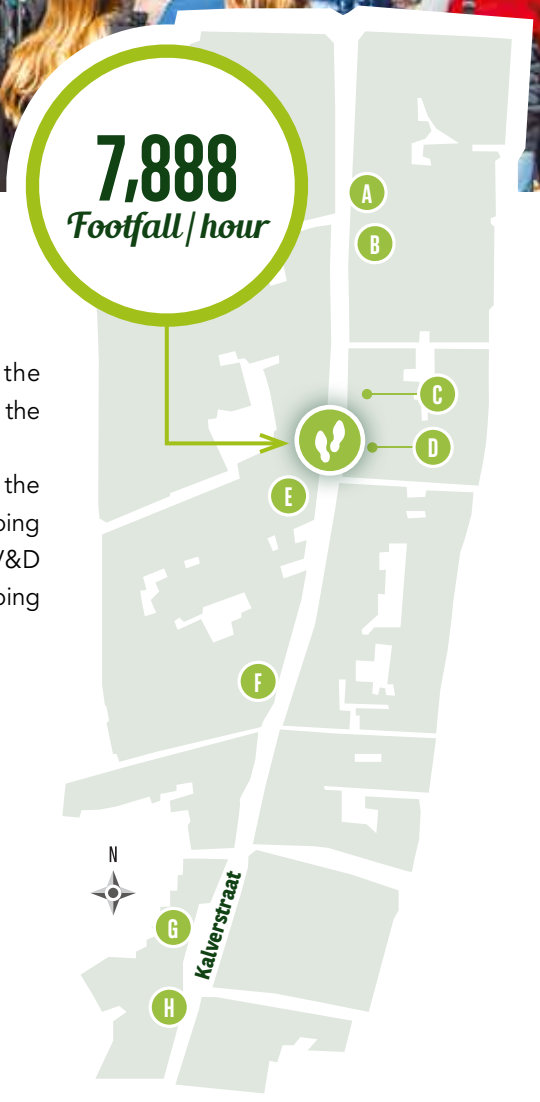 7,888
Footfall/hour
A
B
the
C
the
D
the
E
ping
V&D
ping
F
N
Kalverstraat
G
H